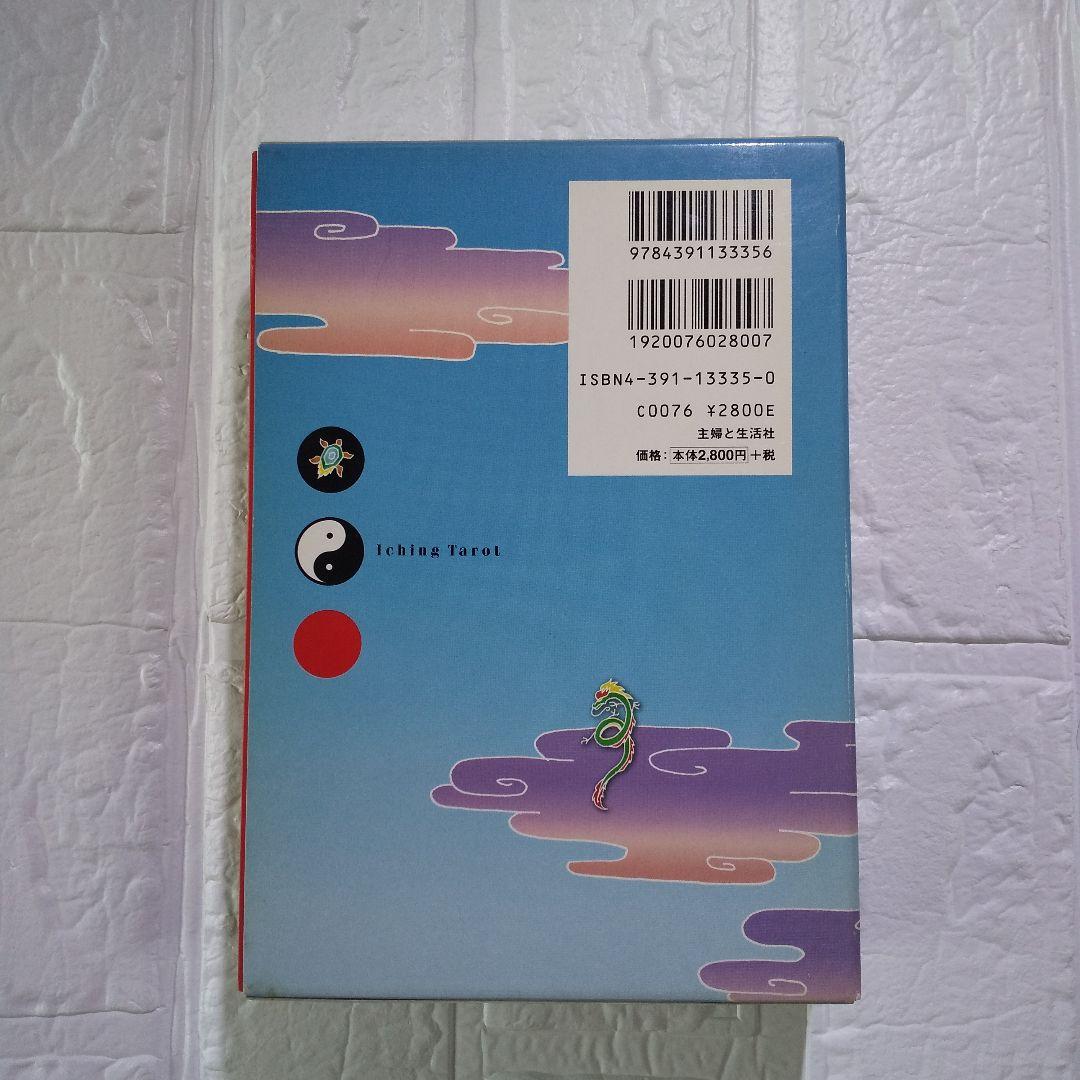 9784391133356
1920076028007
ISBN4-391-13335-0
C0076 ¥2800E
主婦と生活社
価格：本体2,800円+税
Iching Tarot